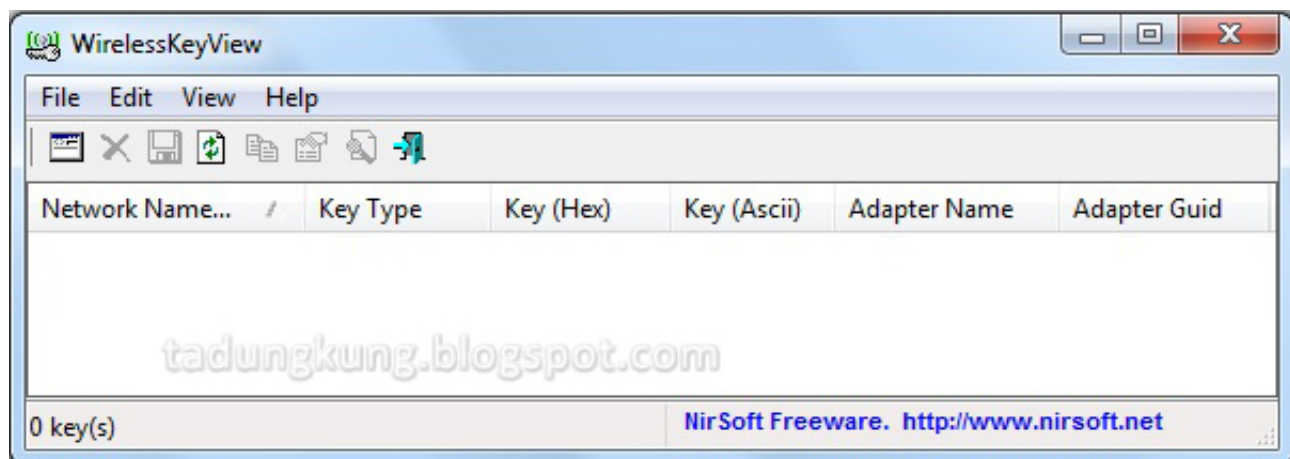 WirelessKeyView
File Edit View Help
Network Name... Key Type Key (Hex) Key (Ascii) Adapter Name Adapter Guid
tadungkung.blogspot.com
0 key(s) NirSoft Freeware. http://www.nirsoft.net